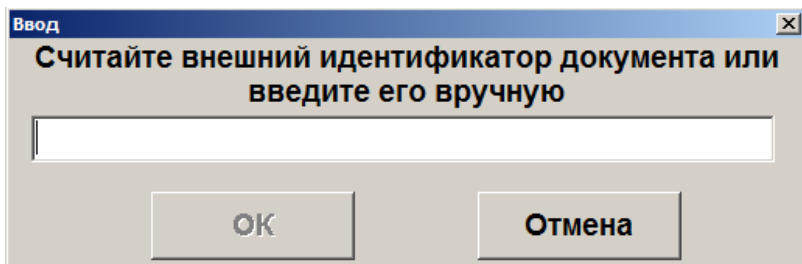 Ввод
Считайте внешний идентификатор документа или
введите его вручную
ОК
Отмена